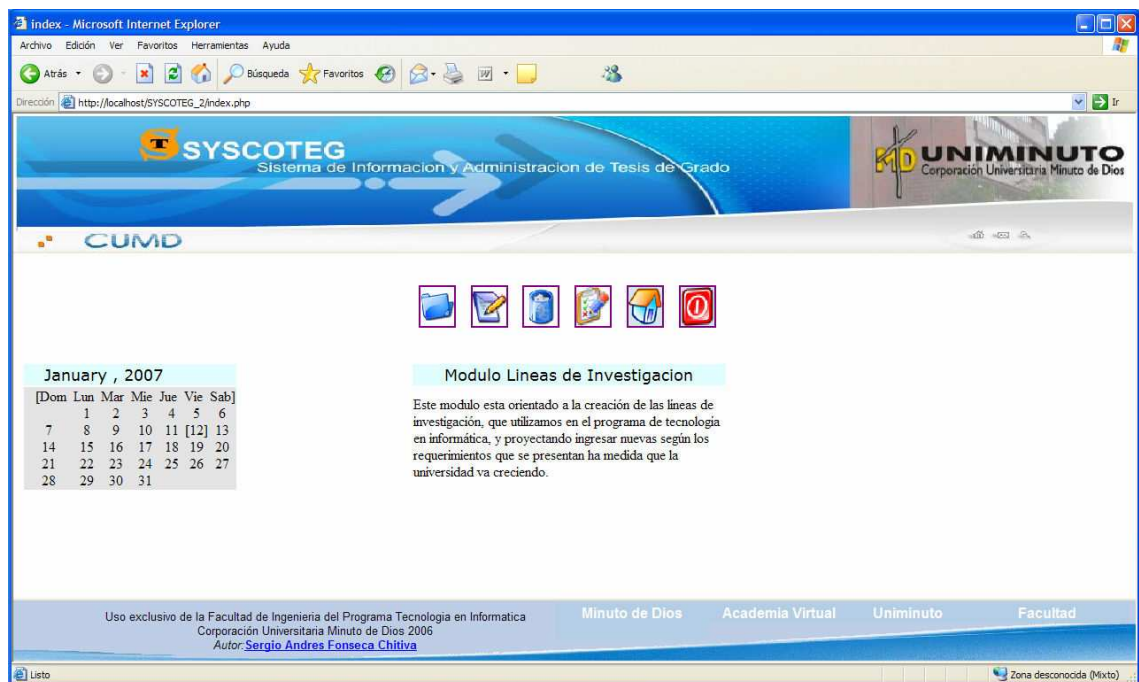 index - Microsoft Internet Explorer
Archivo Edición Ver Favoritos Herramientas Ayuda
Atrás Búsqueda Favoritos
Dirección http://localhost/SYSCOTEG_2/index.php Ir
T SYSCOTEG
Sistema de Informacion y Administracion de Tesis de Grado
UNIMINUTO
Corporación Universitaria Minuto de Dios
CUMD
January , 2007
[Dom Lun Mar Mie Jue Vie Sab]
1 2 3 4 5 6
7 8 9 10 11 [12] 13
14 15 16 17 18 19 20
21 22 23 24 25 26 27
28 29 30 31
Modulo Lineas de Investigacion
Este modulo esta orientado a la creación de las lineas de
investigación, que utilizamos en el programa de tecnologia
en informática, y proyectando ingresar nuevas según los
requerimientos que se presentan ha medida que la
universidad va creciendo.
Uso exclusivo de la Facultad de Ingenieria del Programa Tecnologia en Informatica
Corporación Universitaria Minuto de Dios 2006
Autor: Sergio Andres Fonseca Chitiva
Minuto de Dios Academia Virtual Uniminuto Facultad
Listo Zona desconocida (Mixto)